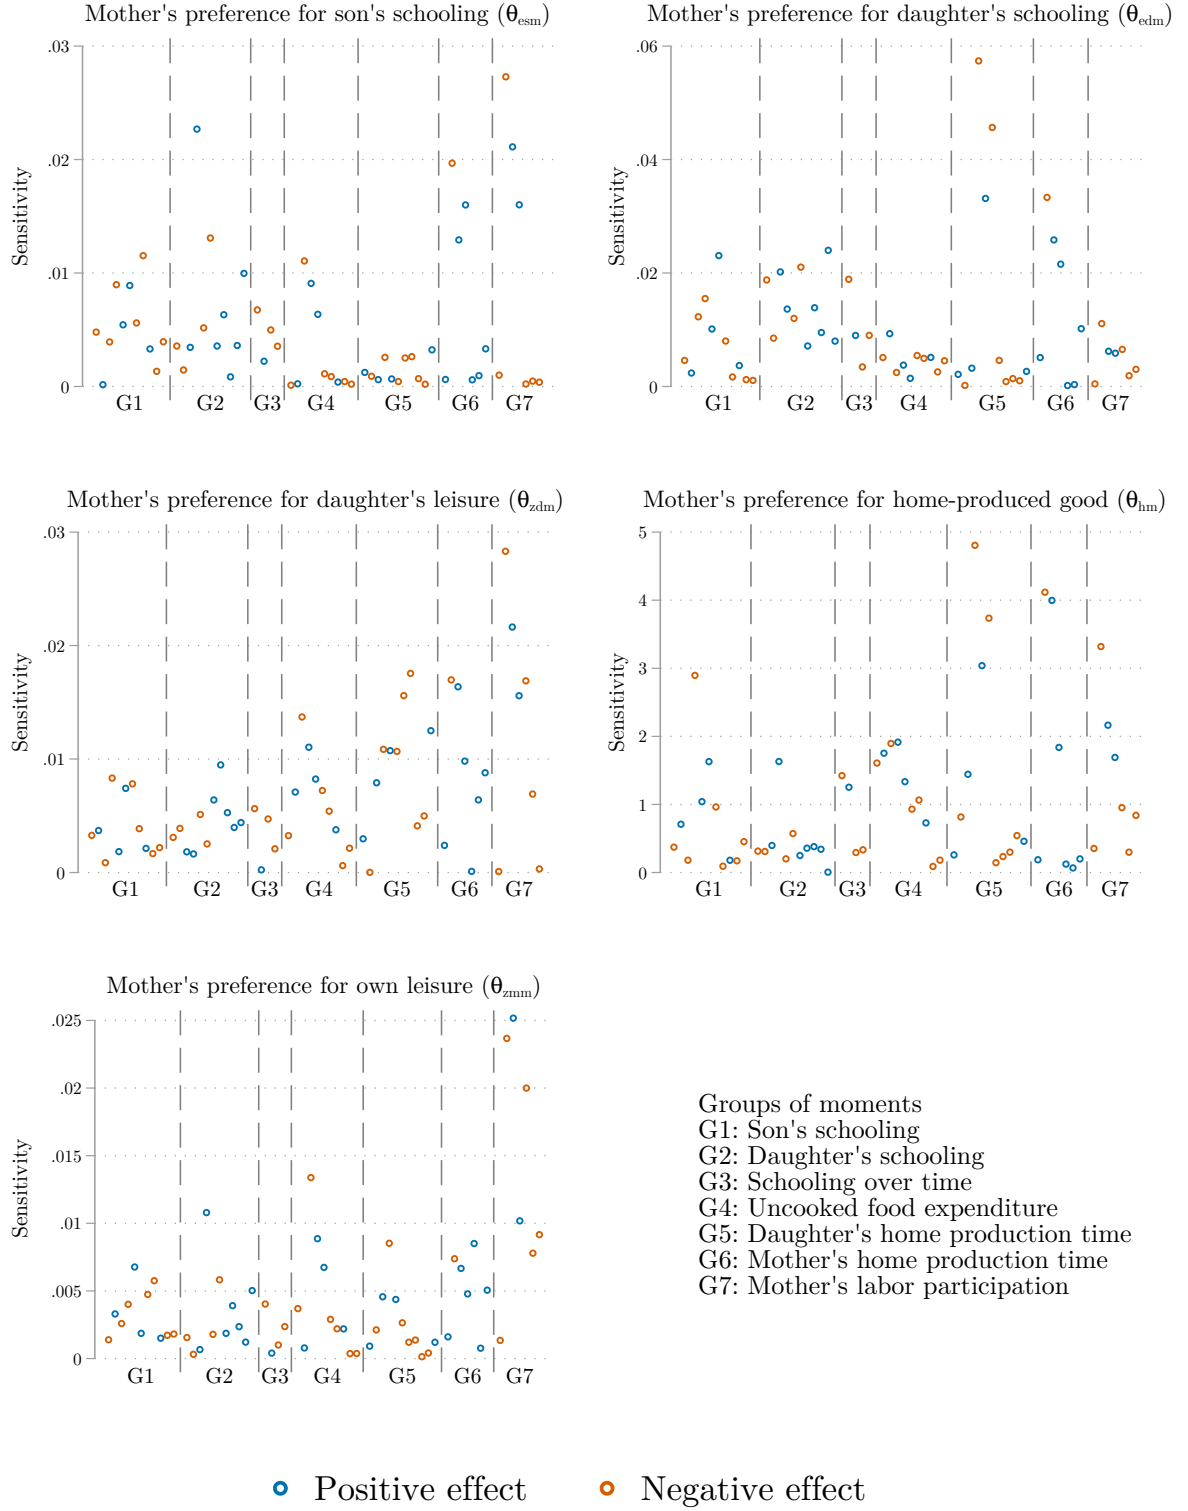 Mother's preference for son's schooling (θesm)
Sensitivity
.03
.02
.01
0
G1 G2 G3 G4 G5 G6 G7
Mother's preference for daughter's schooling (θedm)
Sensitivity
.06
.04
.02
0
G1 G2 G3 G4 G5 G6 G7
Mother's preference for daughter's leisure (θzdm)
Sensitivity
.03
.02
.01
0
G1 G2 G3 G4 G5 G6 G7
Mother's preference for home-produced good (θhm)
Sensitivity
5
4
3
2
1
0
G1 G2 G3 G4 G5 G6 G7
Mother's preference for own leisure (θzmm)
Sensitivity
.025
.02
.015
.01
.005
0
G1 G2 G3 G4 G5 G6 G7
Groups of moments
G1: Son's schooling
G2: Daughter's schooling
G3: Schooling over time
G4: Uncooked food expenditure
G5: Daughter's home production time
G6: Mother's home production time
G7: Mother's labor participation
Positive effect Negative effect